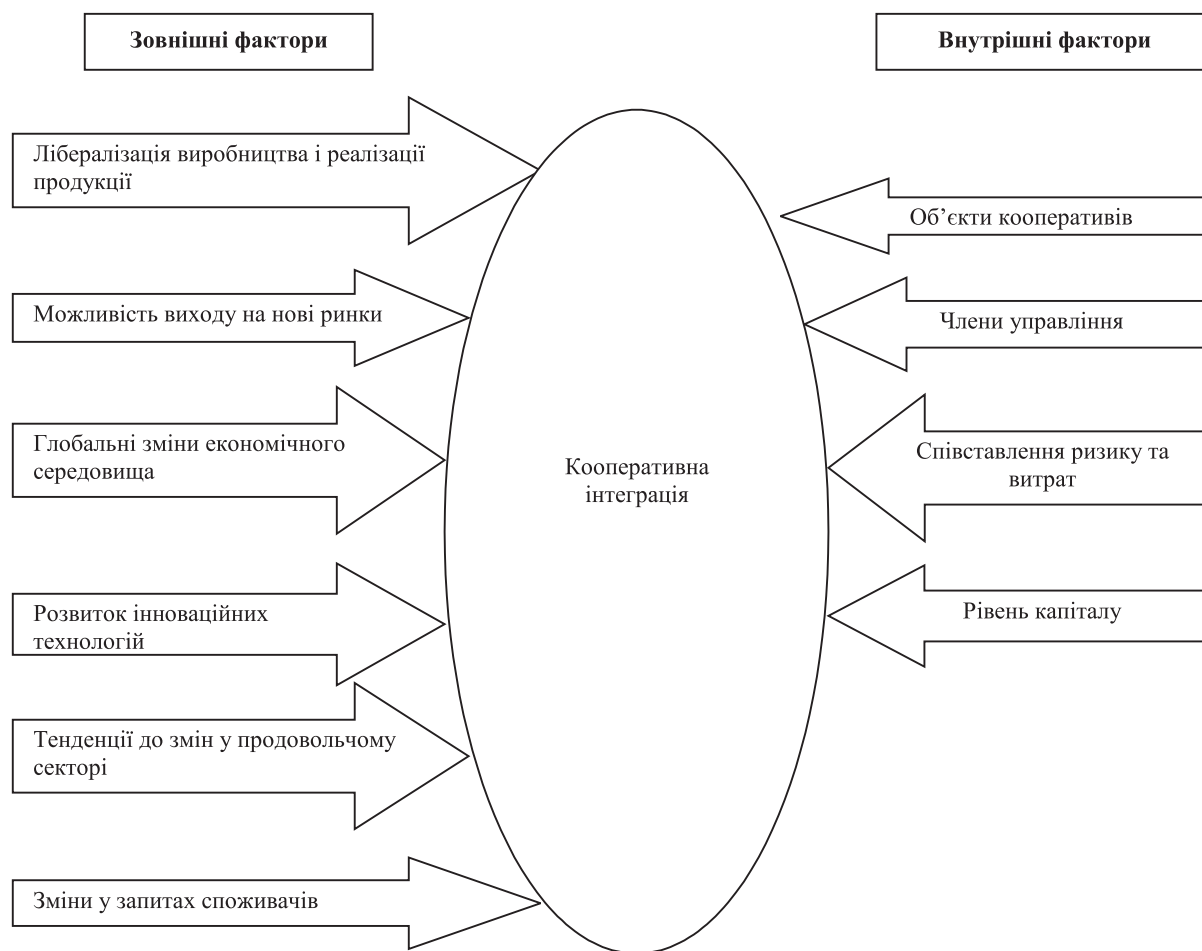 Зовнішні фактори
Внутрішні фактори
Лібералізація виробництва і реалізації
продукції
Можливість виходу на нові ринки
Глобальні зміни економічного
середовища
Розвиток інноваційних
технологій
Тенденції до змін у продовольчому
секторі
Зміни у запитах споживачів
Кооперативна
інтеграція
Об’єкти кооперативів
Члени управління
Співставлення ризику та
витрат
Рівень капіталу